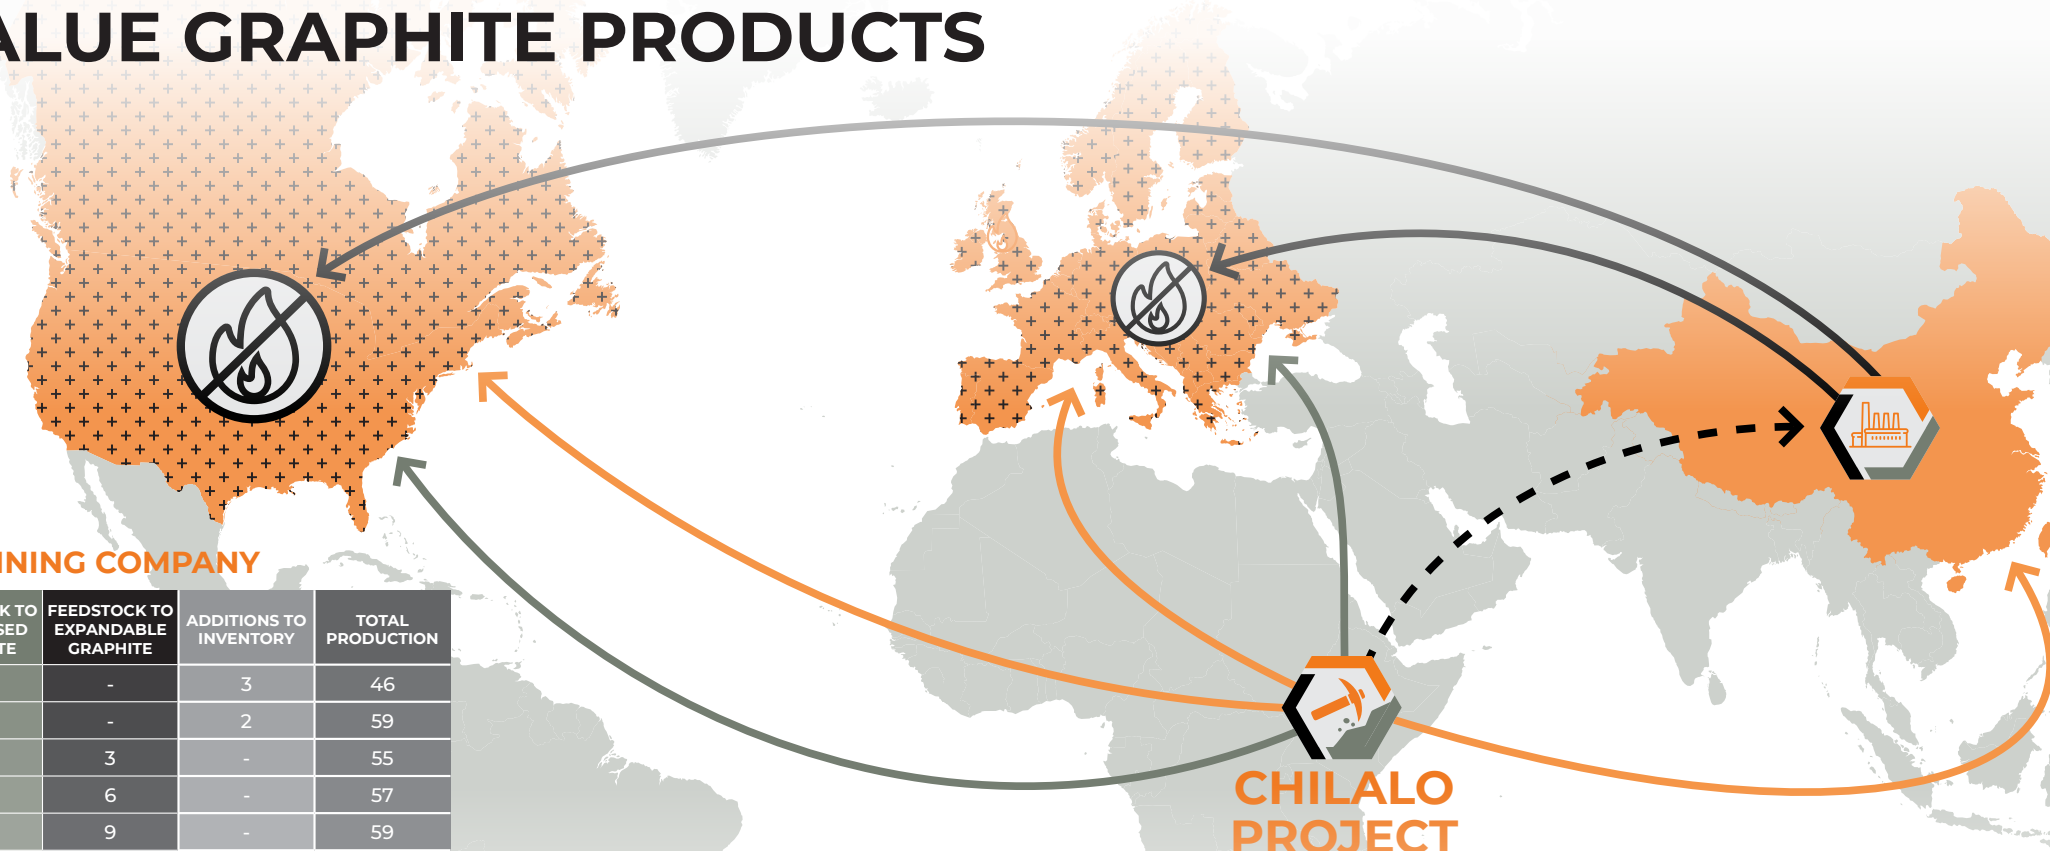 ALUE GRAPHITE PRODUCTS
INING COMPANY
K TO
SED
TE
FEEDSTOCK TO
EXPANDABLE
GRAPHITE
ADDITIONS TO
INVENTORY
TOTAL
PRODUCTION
- 3 46
- 2 59
3 - 55
6 - 57
9 - 59
CHILALO
PROJECT